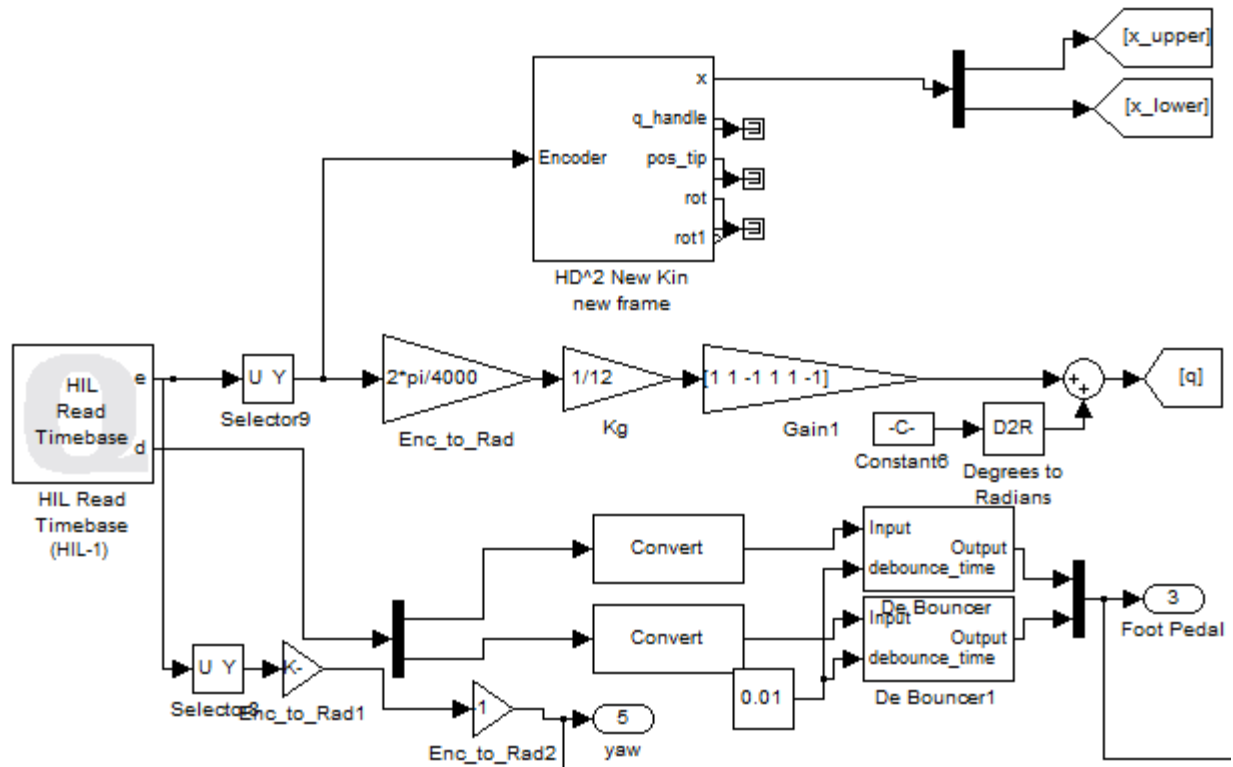 [x_upper]
[x_lower]
x
q_handle
pos_tip
rot
rot1
Encoder
HD^2 New Kin
new frame
HIL
Read
Timebase
e
d
HIL Read
Timebase
(HIL-1)
U Y
Selector9
2*pi/4000
Enc_to_Rad
1/12
Kg
[1 1 -1 1 1 -1]
Gain1
+
+
[q]
-C-
Constant6
D2R
Degrees to
Radians
Convert
Input
Output
debounce_time
De Bouncer
Convert
Input
Output
debounce_time
De Bouncer1
0.01
3
Foot Pedal
U Y
K-
Enc_to_Rad1
1
Enc_to_Rad2
5
yaw